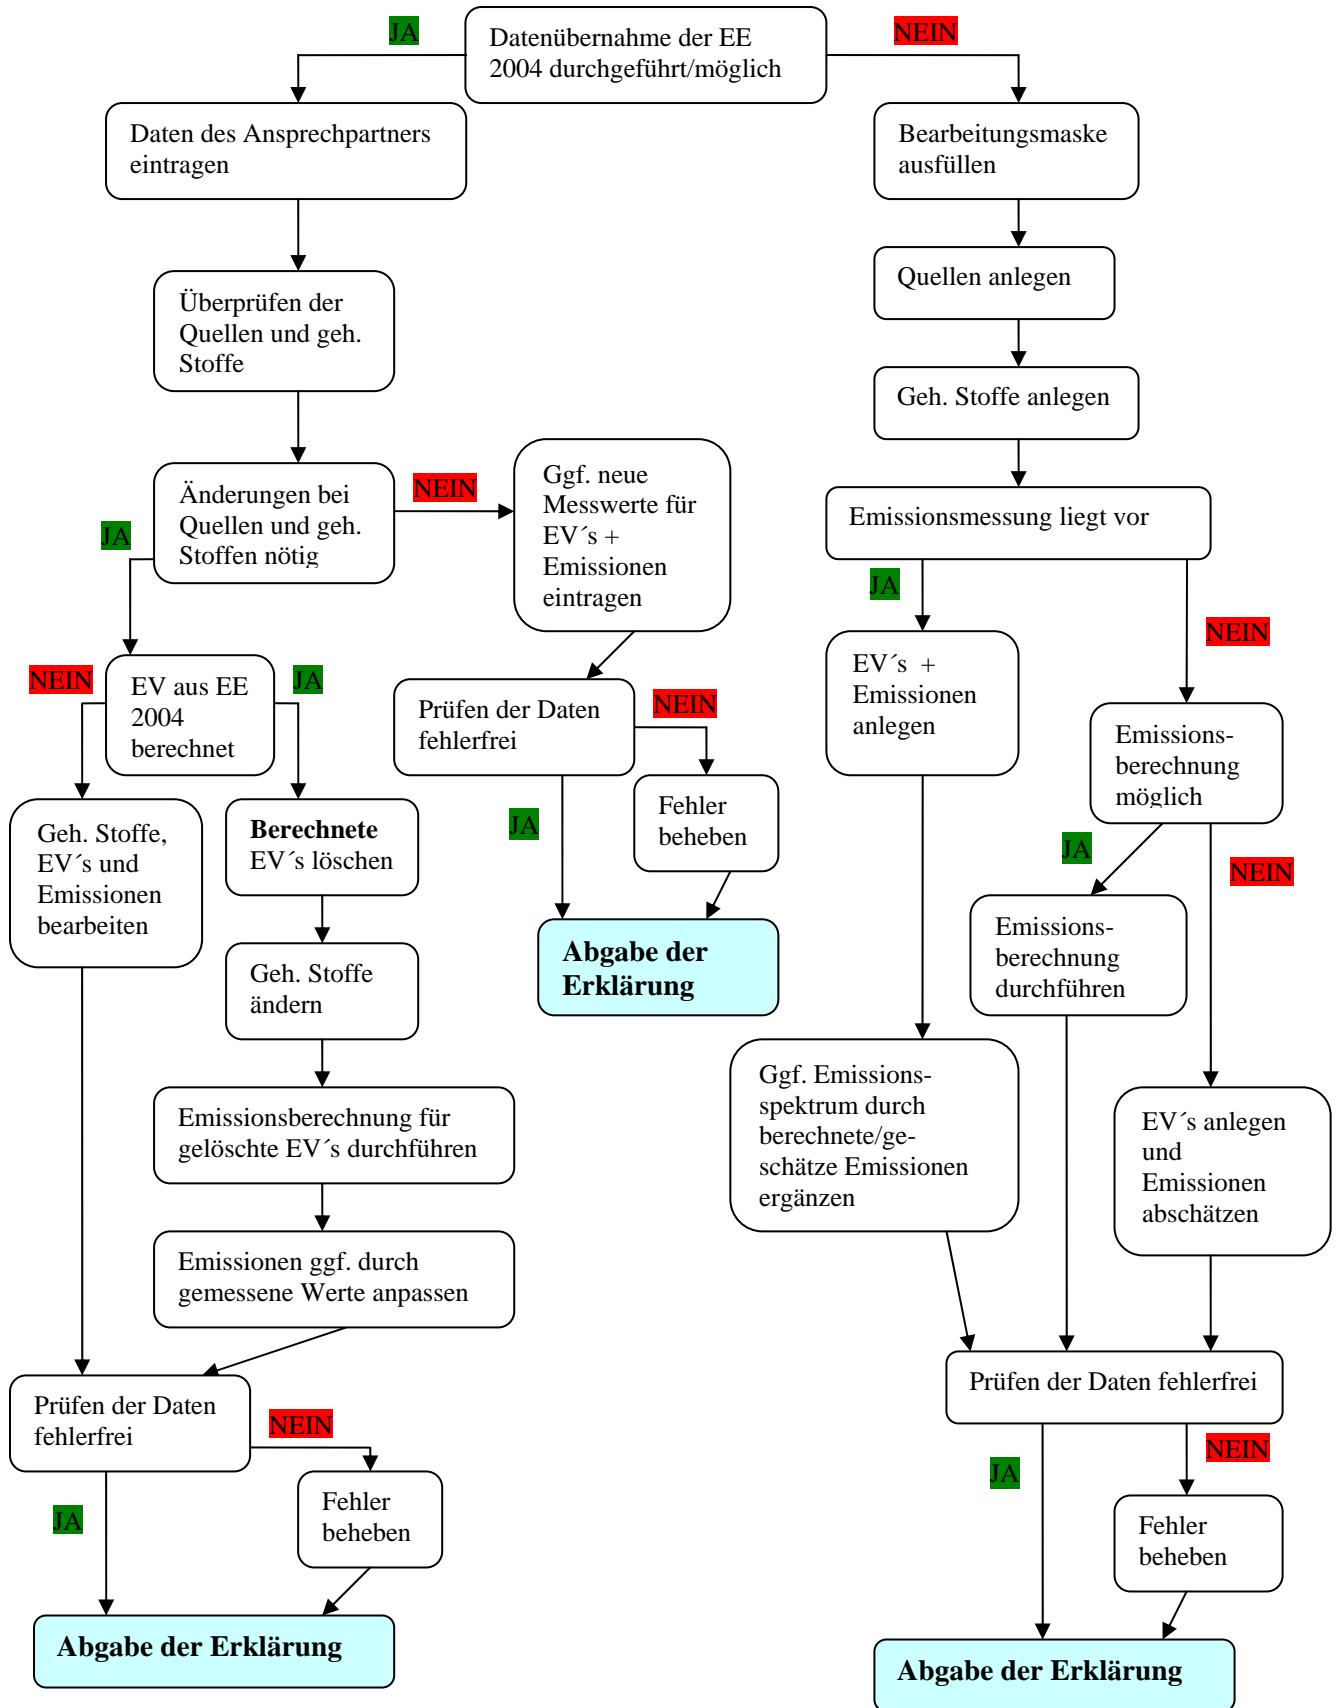 JA
Datenübernahme der EE
2004 durchgeführt/möglich
NEIN
Daten des Ansprechpartners
eintragen
Bearbeitungsmaske
ausfüllen
Überprüfen der
Quellen und geh.
Stoffe
Quellen anlegen
Geh. Stoffe anlegen
Änderungen bei
Quellen und geh.
Stoffen nötig
JA
NEIN
Ggf. neue
Messwerte für
EV´s +
Emissionen
eintragen
Emissionsmessung liegt vor
JA
NEIN
NEIN
EV aus EE
2004
berechnet
JA
Prüfen der Daten
fehlerfrei
NEIN
EV´s +
Emissionen
anlegen
Emissions-
berechnung
möglich
Geh. Stoffe,
EV´s und
Emissionen
bearbeiten
Berechnete
EV´s löschen
JA
Fehler
beheben
JA
NEIN
Geh. Stoffe
ändern
Abgabe der
Erklärung
Emissions-
berechnung
durchführen
Emissionsberechnung für
gelöschte EV´s durchführen
Ggf. Emissions-
spektrum durch
berechnete/ge-
schätze Emissionen
ergänzen
EV´s anlegen
und
Emissionen
abschätzen
Emissionen ggf. durch
gemessene Werte anpassen
Prüfen der Daten
fehlerfrei
NEIN
JA
Fehler
beheben
Abgabe der Erklärung
Prüfen der Daten fehlerfrei
JA
NEIN
Fehler
beheben
Abgabe der Erklärung